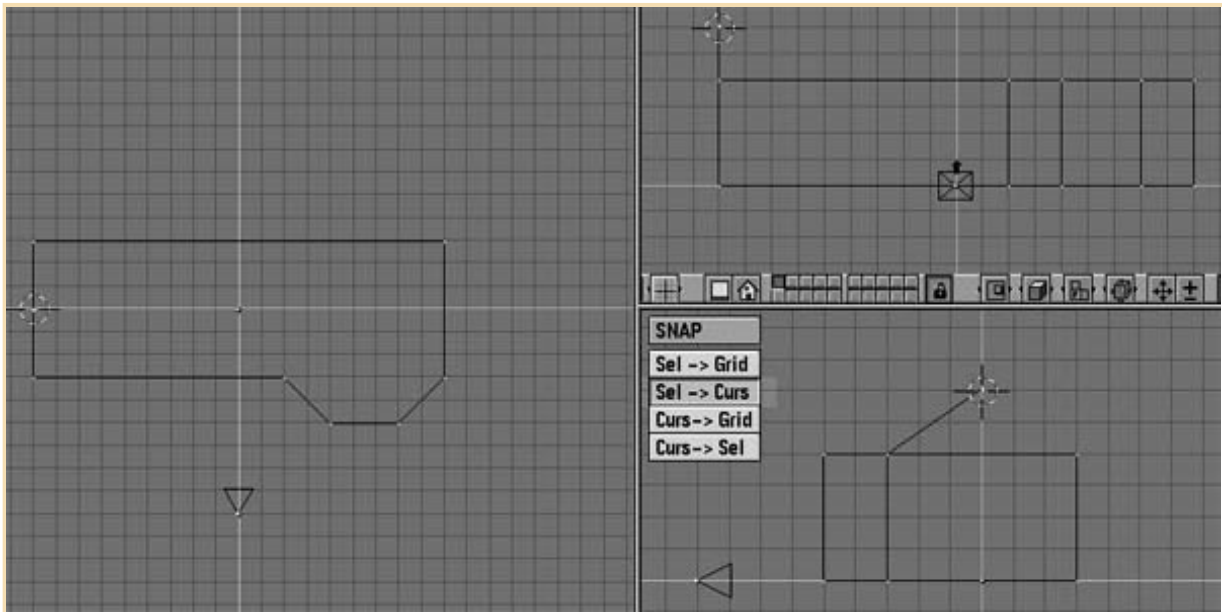 SNAP
Sel -> Grid
Sel -> Curs
Curs-> Grid
Curs-> Sel